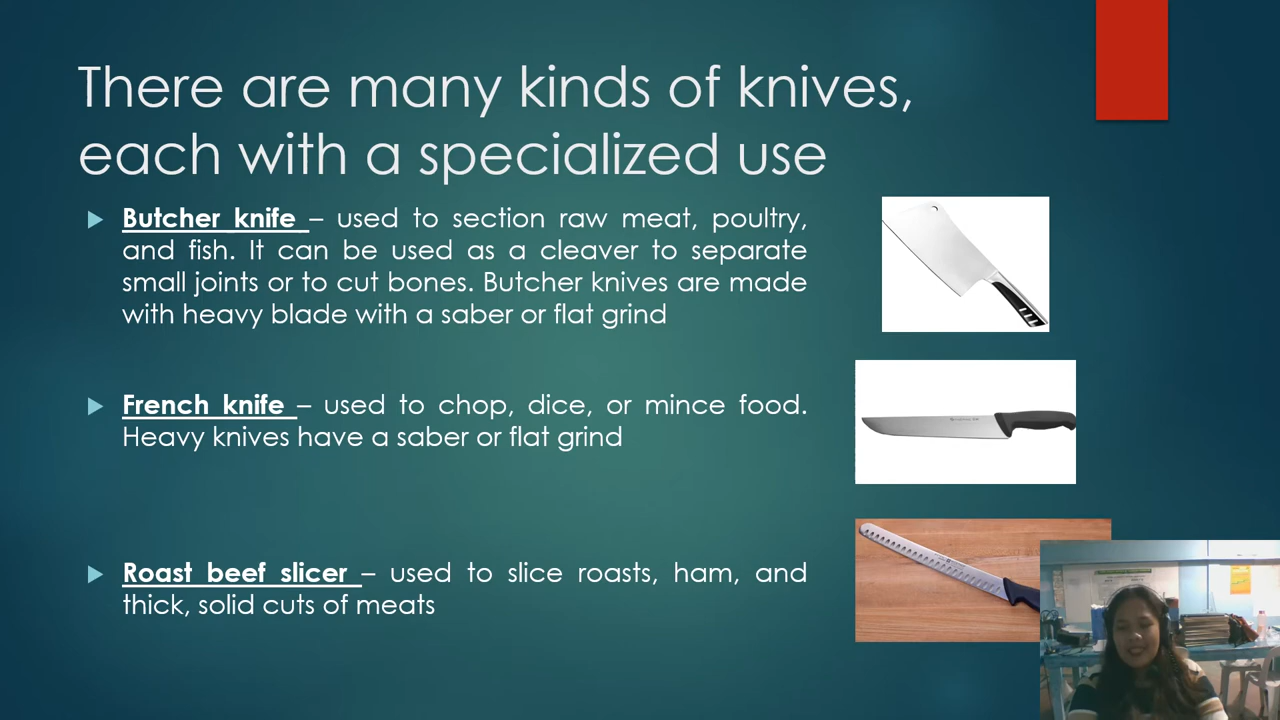 There are many kinds of knives,
each with a specialized use
Butcher knife – used to section raw meat, poultry,
and fish. It can be used as a cleaver to separate
small joints or to cut bones. Butcher knives are made
with heavy blade with a saber or flat grind
French knife – used to chop, dice, or mince food.
Heavy knives have a saber or flat grind
Roast beef slicer – used to slice roasts, ham, and
thick, solid cuts of meats